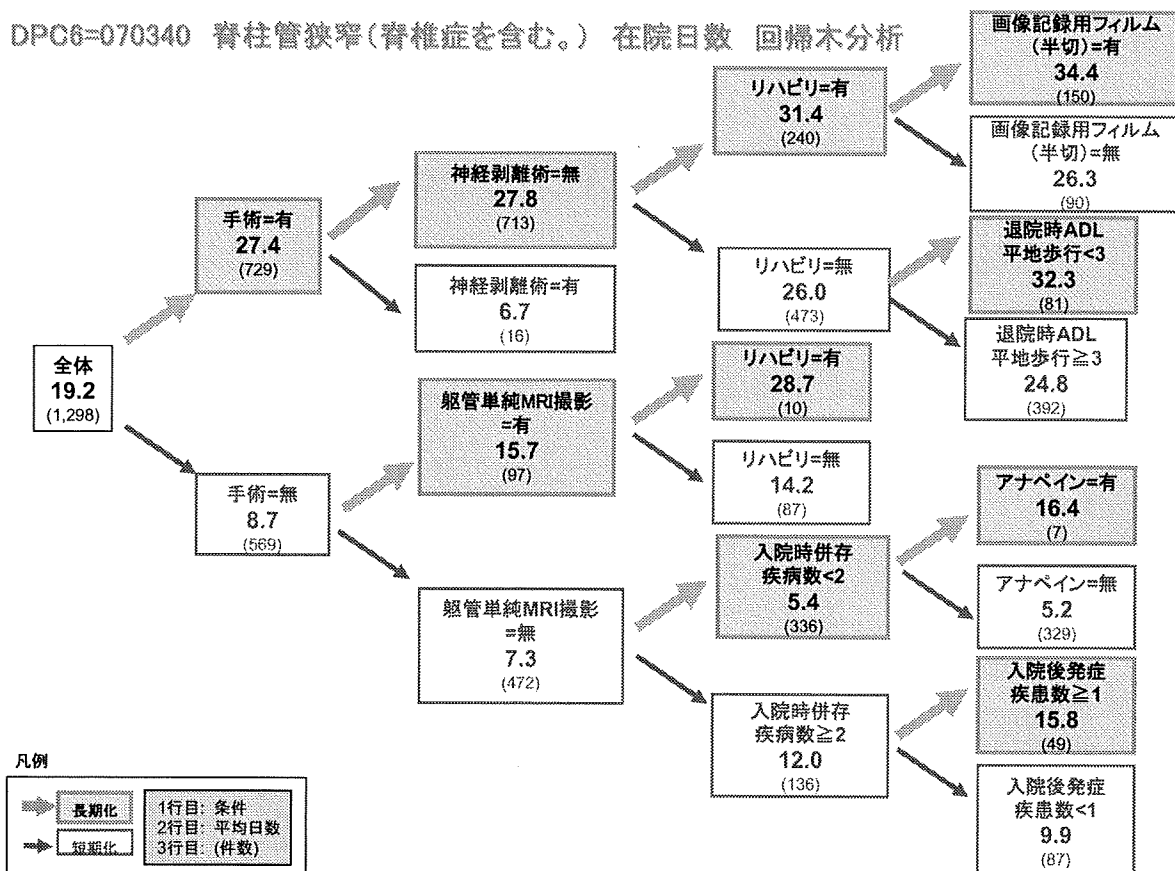 DPC6=070340 脊柱管狭窄(脊椎症を含む。) 在院日数 回帰木分析
全体
19.2
(1,298)
手術=有
27.4
(729)
手術=無
8.7
(569)
神経剥離術=無
27.8
(713)
神経剥離術=有
6.7
(16)
躯管単純MRI撮影
=有
15.7
(97)
躯管単純MRI撮影
=無
7.3
(472)
リハビリ=有
31.4
(240)
リハビリ=無
26.0
(473)
リハビリ=有
28.7
(10)
リハビリ=無
14.2
(87)
入院時併存
疾病数<2
5.4
(336)
入院時併存
疾病数≧2
12.0
(136)
画像記録用フィルム
(半切)=有
34.4
(150)
画像記録用フィルム
(半切)=無
26.3
(90)
退院時ADL
平地歩行<3
32.3
(81)
退院時ADL
平地歩行≧3
24.8
(392)
アナペイン=有
16.4
(7)
アナペイン=無
5.2
(329)
入院後発症
疾患数≧1
15.8
(49)
入院後発症
疾患数<1
9.9
(87)
凡例
長期化
短期化
1行目: 条件
2行目: 平均日数
3行目: (件数)